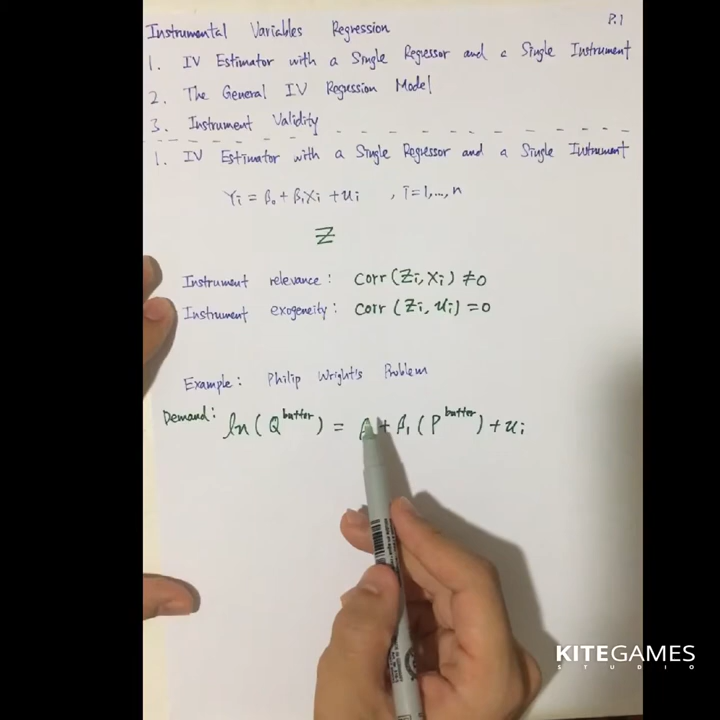 P.1
Instrumental Variables Regression
1. IV Estimator with a Single Regressor and a Single Instrument
2. The General IV Regression Model
3. Instrument Validity
1. IV Estimator with a Single Regressor and a Single Instrument
Yi = β₀ + β₁Xi + ui , i=1,...,n
Z
Instrument relevance: corr(Zi, Xi) ≠ 0
Instrument exogeneity: corr(Zi, ui) = 0
Example: Philip Wright's Problem
Demand: ln(Q^butter) = β + β₁(P^butter) + ui
KITEGAMES
STUDIO